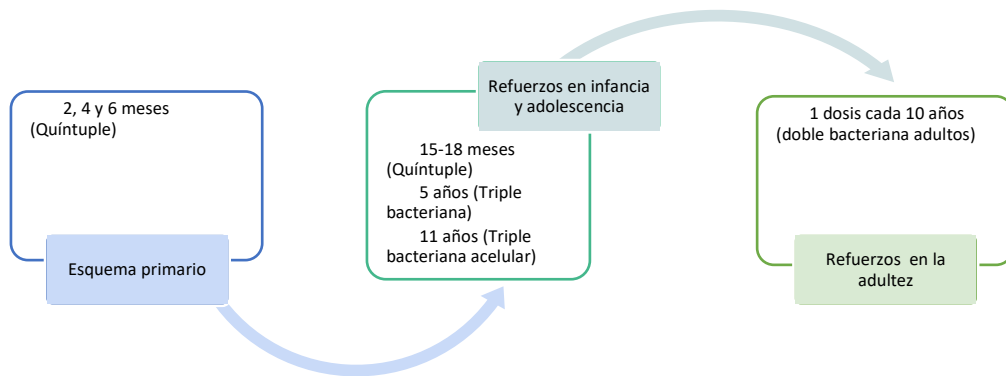 2, 4 y 6 meses
(Quíntuple)
Esquema primario
Refuerzos en infancia
y adolescencia
15-18 meses
(Quíntuple)
5 años (Triple
bacteriana)
11 años (Triple
bacteriana acelular)
1 dosis cada 10 años
(doble bacteriana adultos)
Refuerzos en la
adultez